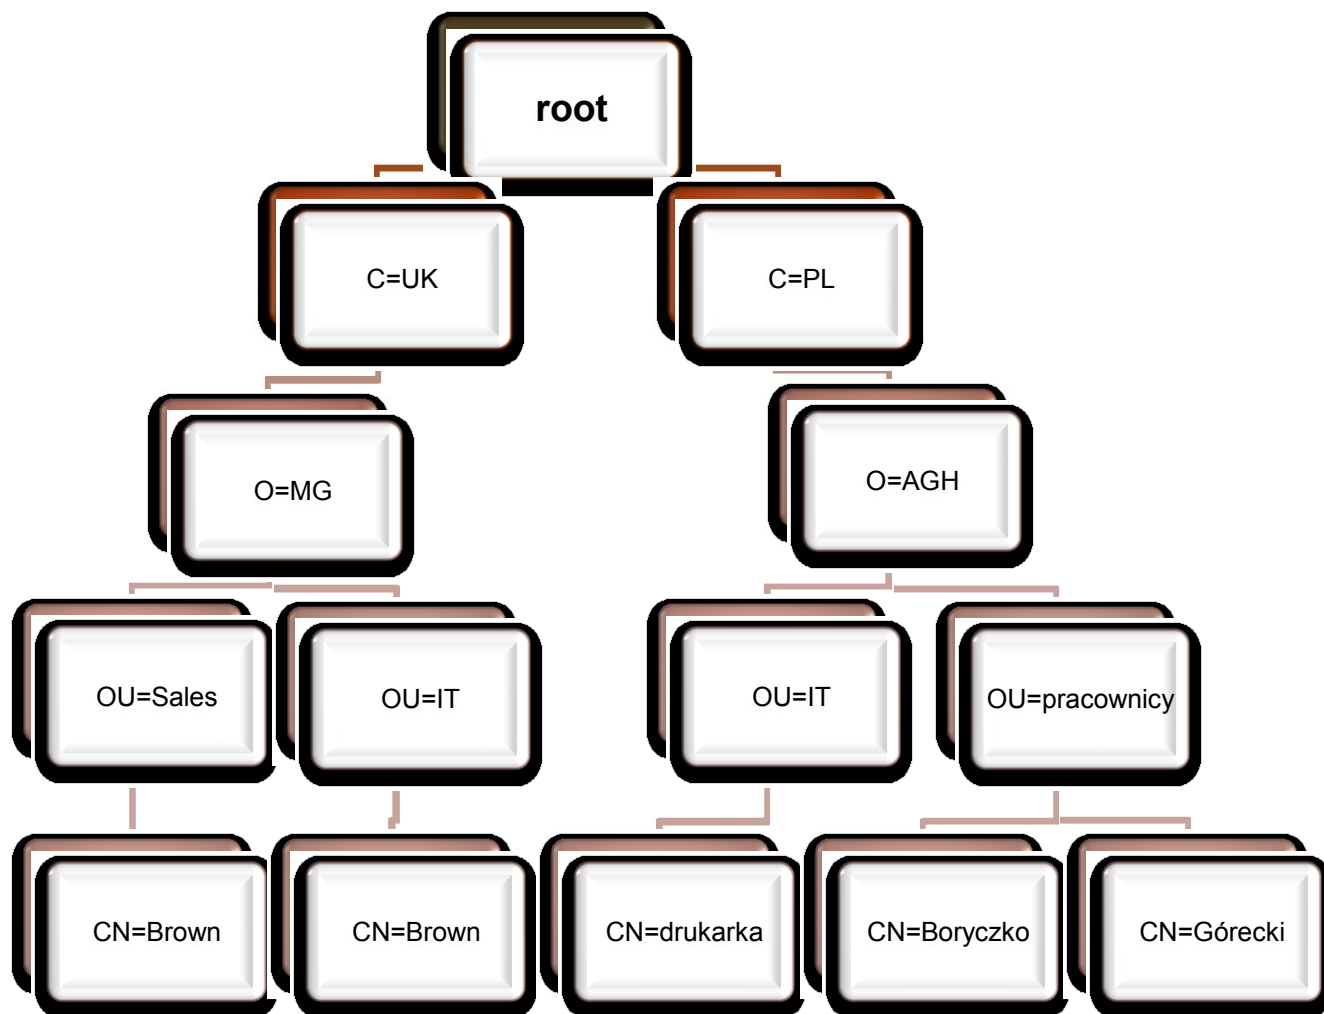 root
C=UK
C=PL
O=MG
O=AGH
OU=Sales
OU=IT
OU=IT
OU=pracownicy
CN=Brown
CN=Brown
CN=drukarka
CN=Boryczko
CN=Górecki